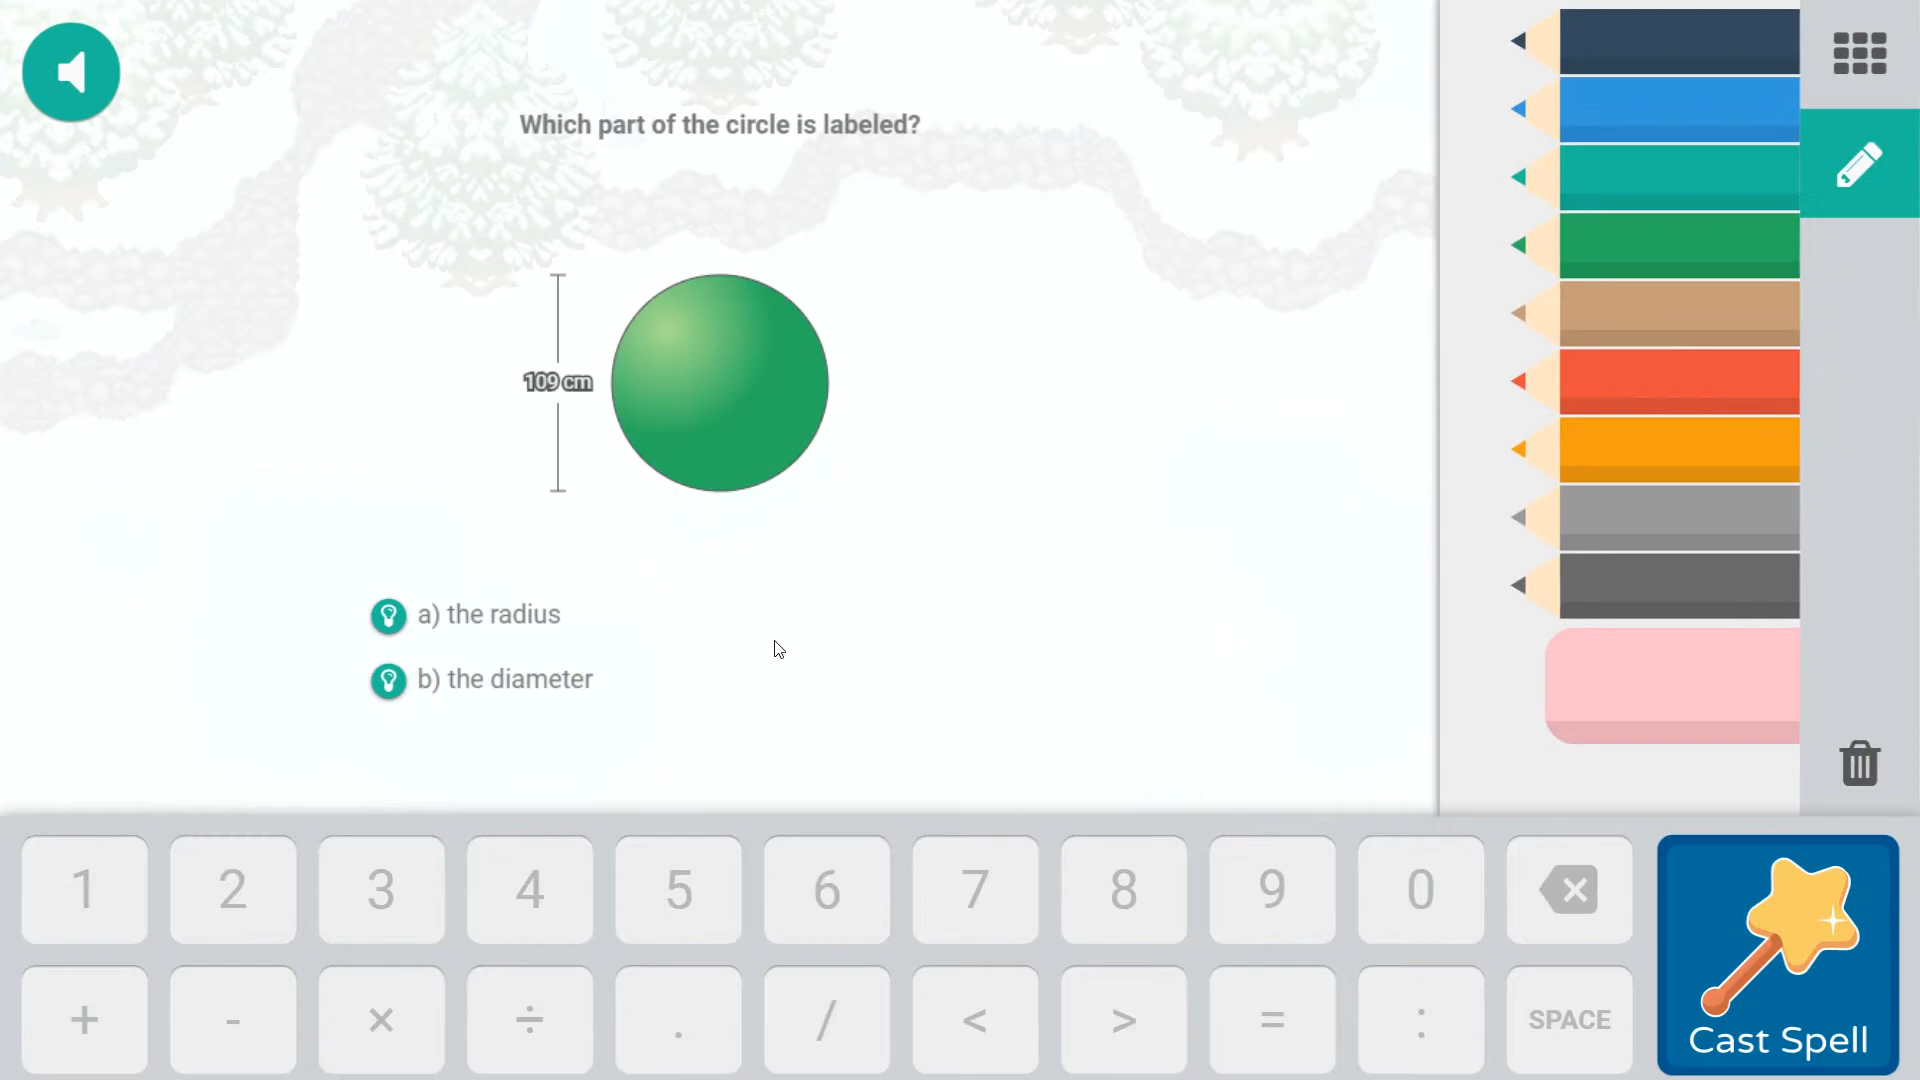 Which part of the circle is labeled?
109 cm
a) the radius
b) the diameter
1 2 3 4 5 6 7 8 9 0
+ - × ÷ . / < > = : SPACE
Cast Spell